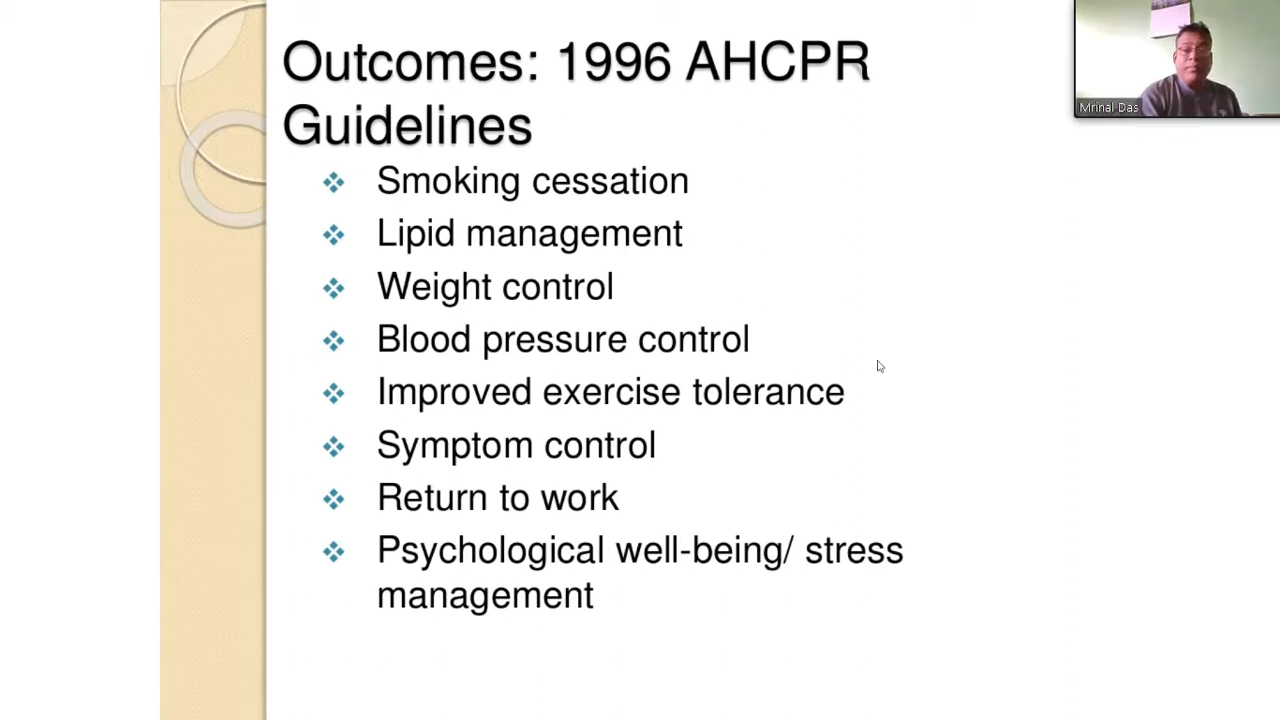 Outcomes: 1996 AHCPR
Guidelines
Smoking cessation
Lipid management
Weight control
Blood pressure control
Improved exercise tolerance
Symptom control
Return to work
Psychological well-being/ stress
management
Mrinal Das